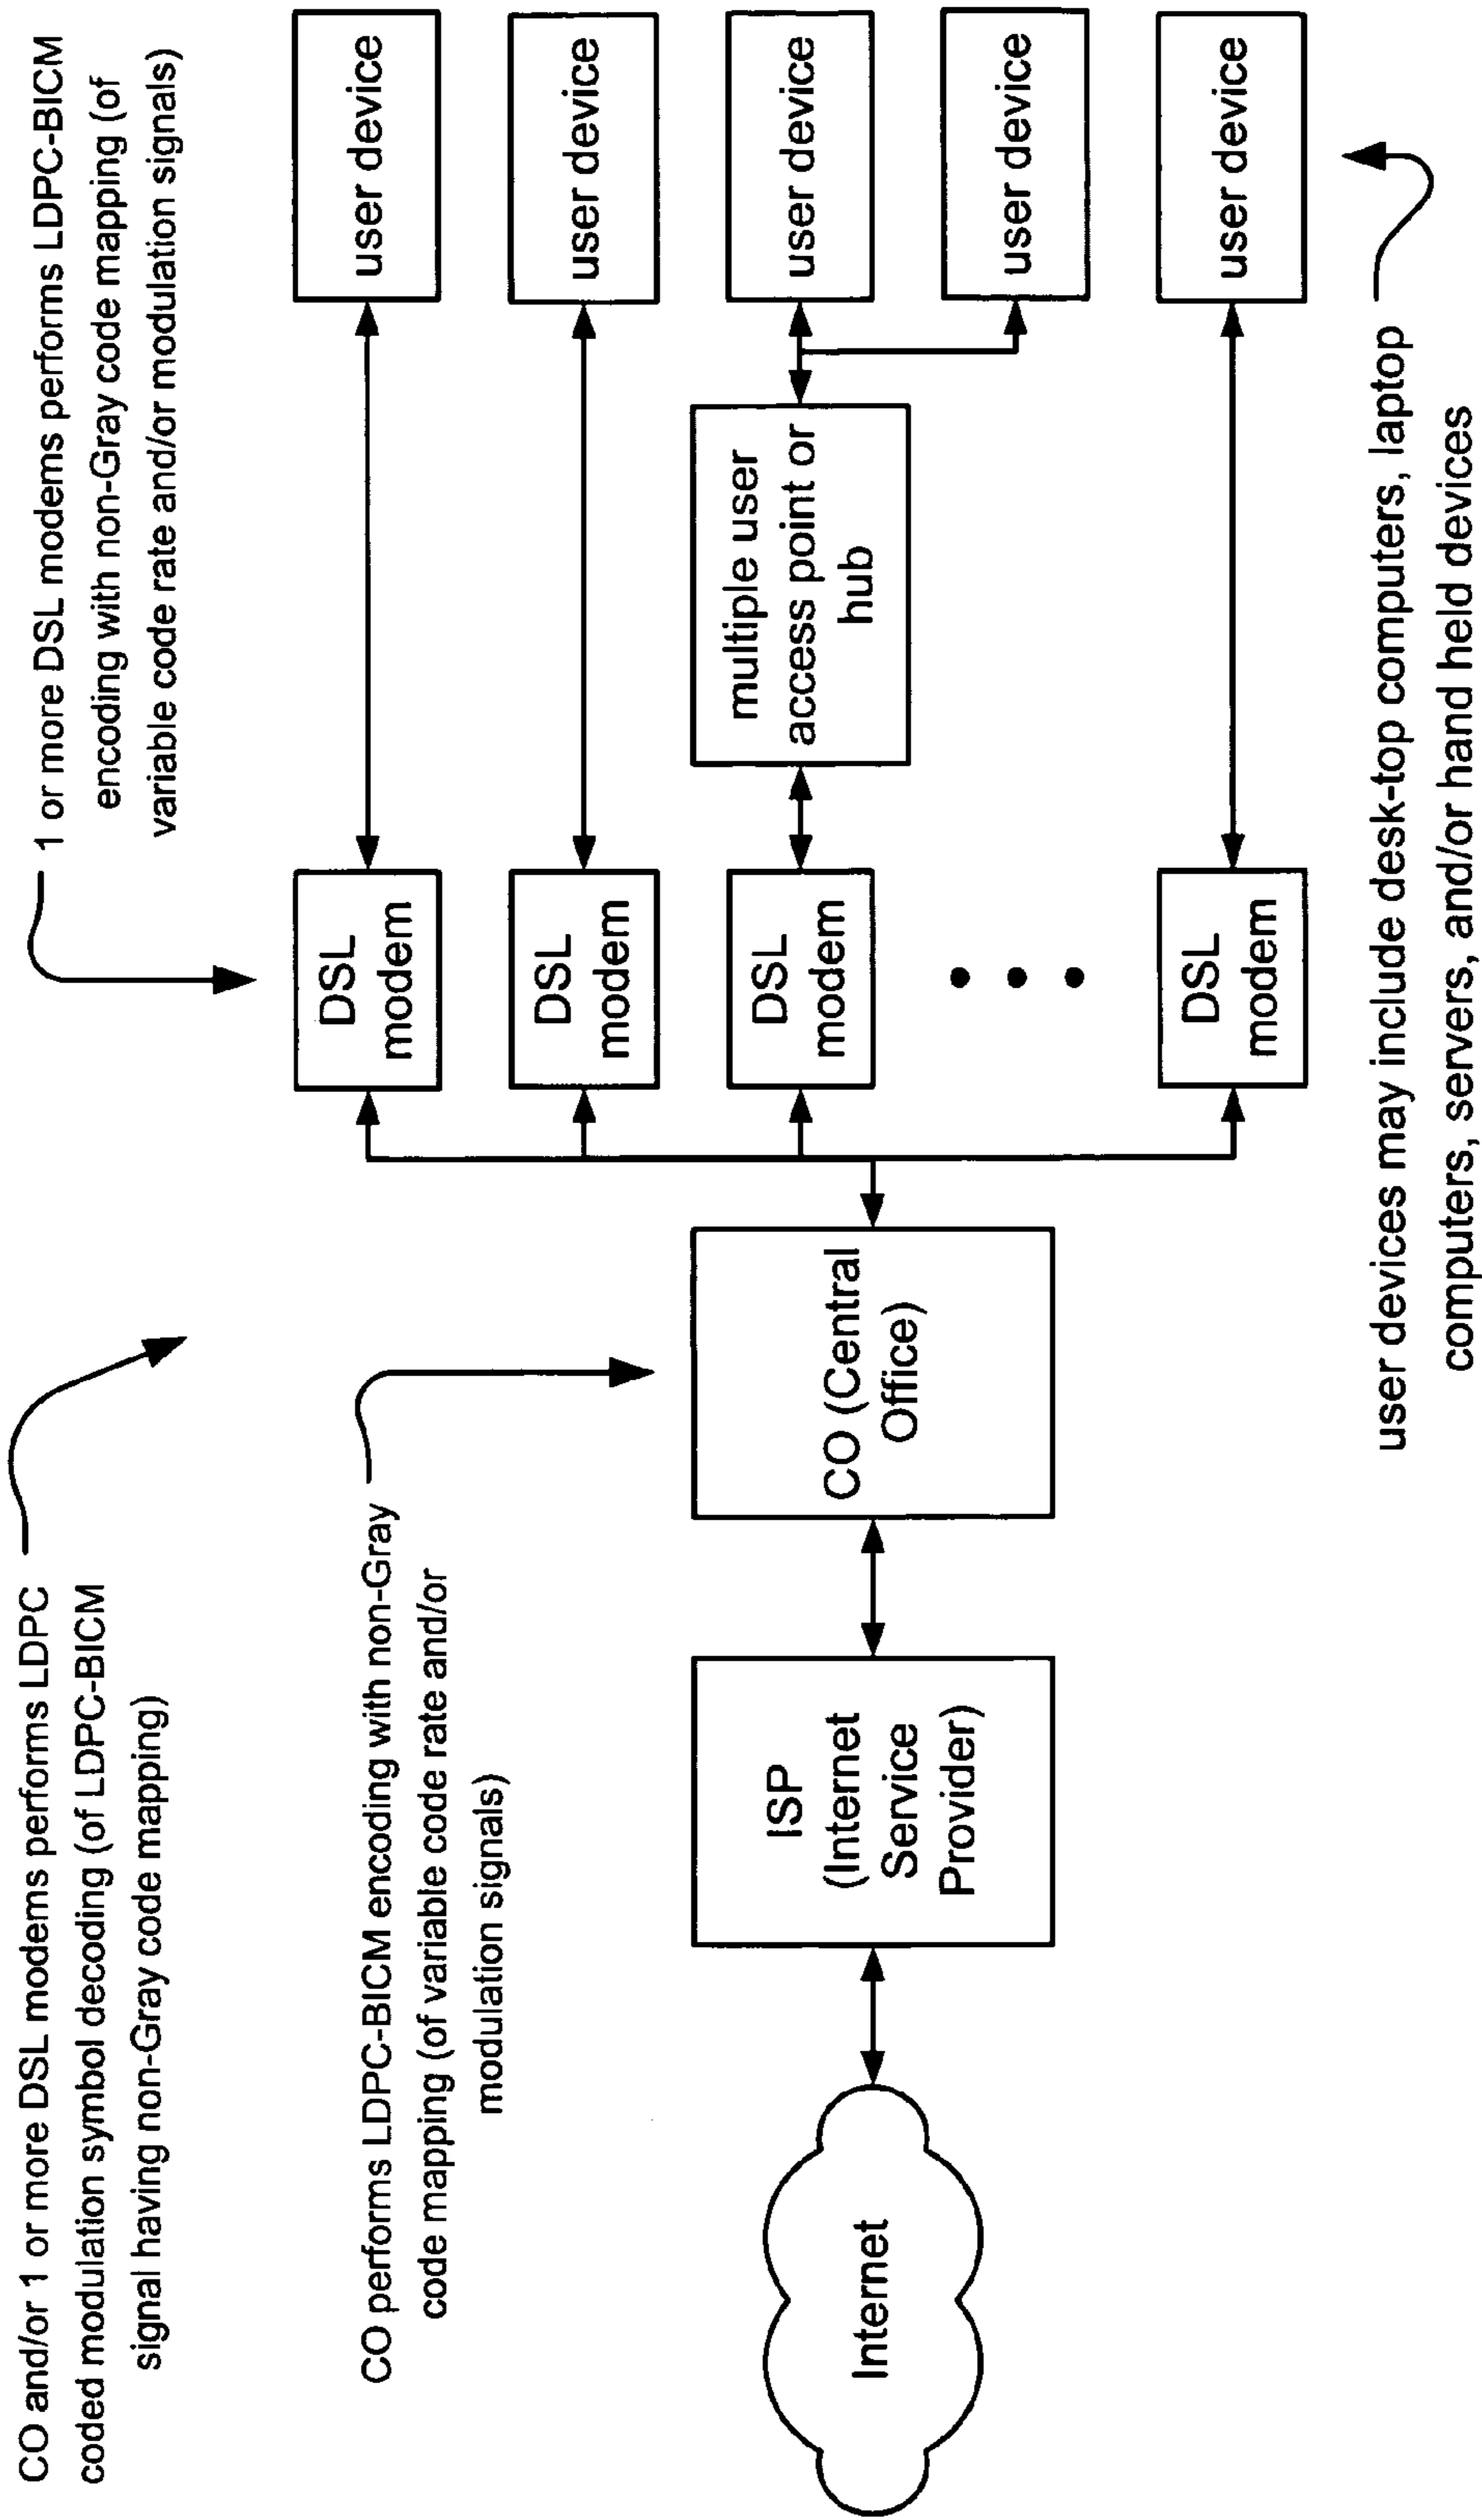 CO and/or 1 or more DSL modems performs LDPC
coded modulation symbol decoding (of LDPC-BICM
signal having non-Gray code mapping)
1 or more DSL modems performs LDPC-BICM
encoding with non-Gray code mapping (of
variable code rate and/or modulation signals)
CO performs LDPC-BICM encoding with non-Gray
code mapping (of variable code rate and/or
modulation signals)
Internet
ISP
(Internet
Service
Provider)
CO (Central
Office)
DSL
modem
user device
DSL
modem
user device
DSL
modem
multiple user
access point or
hub
user device
user device
DSL
modem
user device
user devices may include desk-top computers, laptop
computers, servers, and/or hand held devices